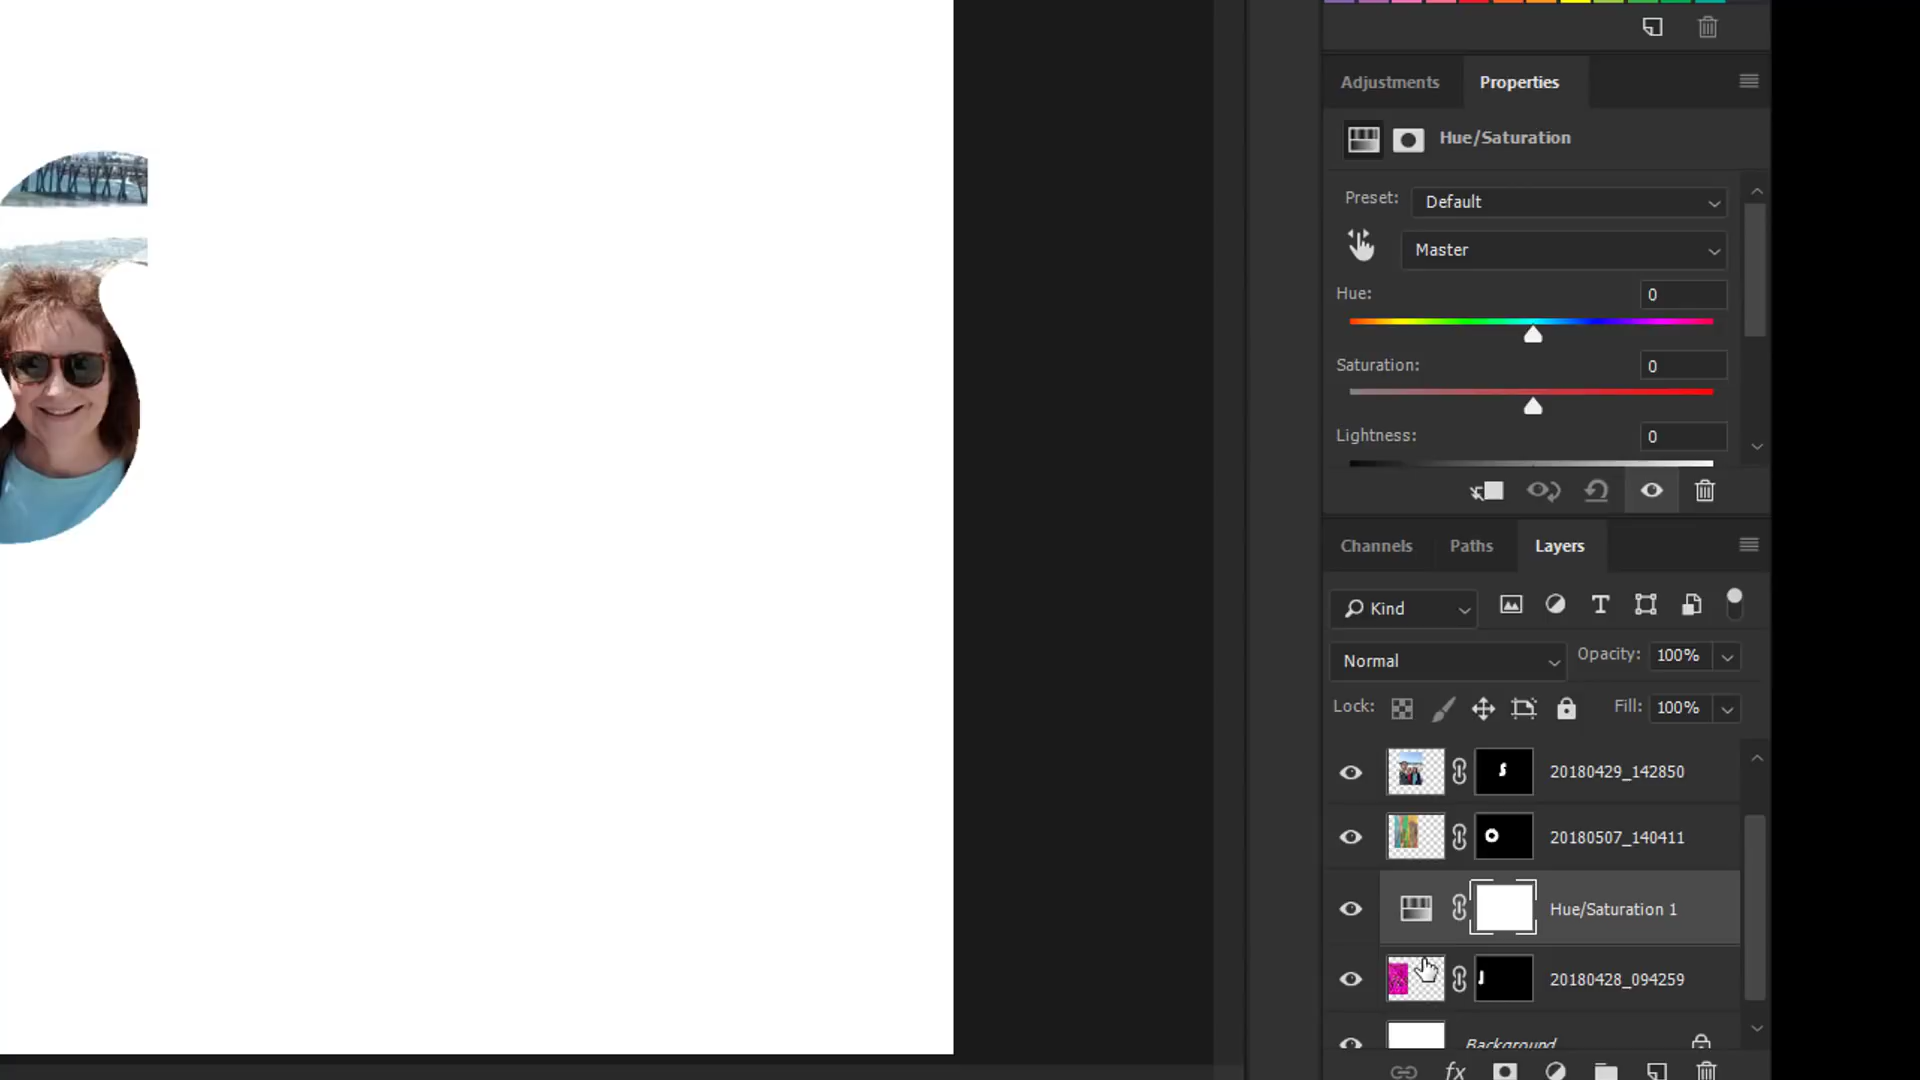 Adjustments Properties
Hue/Saturation
Preset: Default
Master
Hue: 0
Saturation: 0
Lightness: 0
Channels Paths Layers
Kind T
Normal Opacity: 100%
Lock: Fill: 100%
20180429_142850
20180507_140411
Hue/Saturation 1
20180428_094259
Background
fx